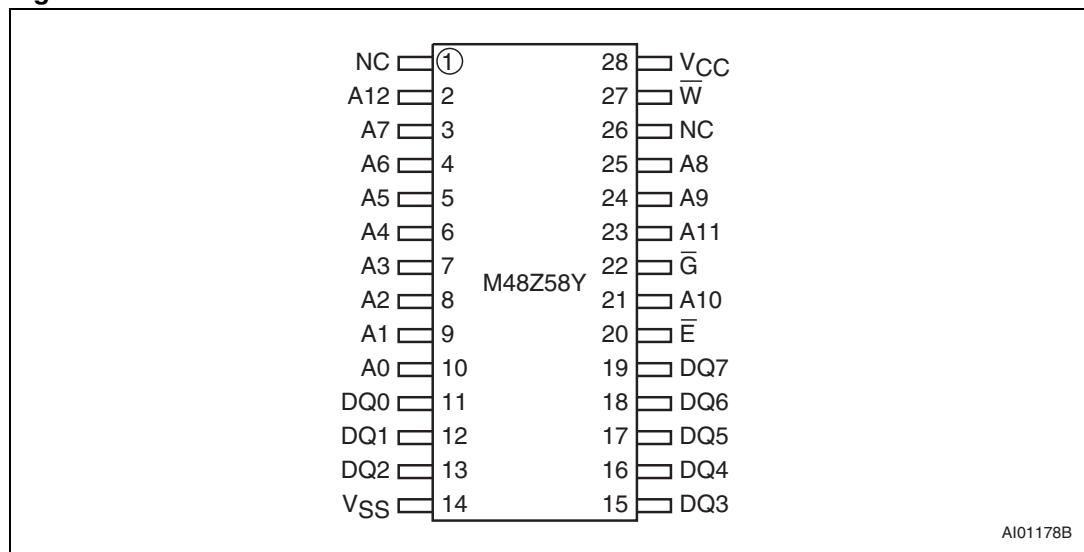 NC 1 28 VCC
A12 2 27 W̅
A7 3 26 NC
A6 4 25 A8
A5 5 24 A9
A4 6 23 A11
A3 7 22 G̅
M48Z58Y
A2 8 21 A10
A1 9 20 E̅
A0 10 19 DQ7
DQ0 11 18 DQ6
DQ1 12 17 DQ5
DQ2 13 16 DQ4
VSS 14 15 DQ3
AI01178B